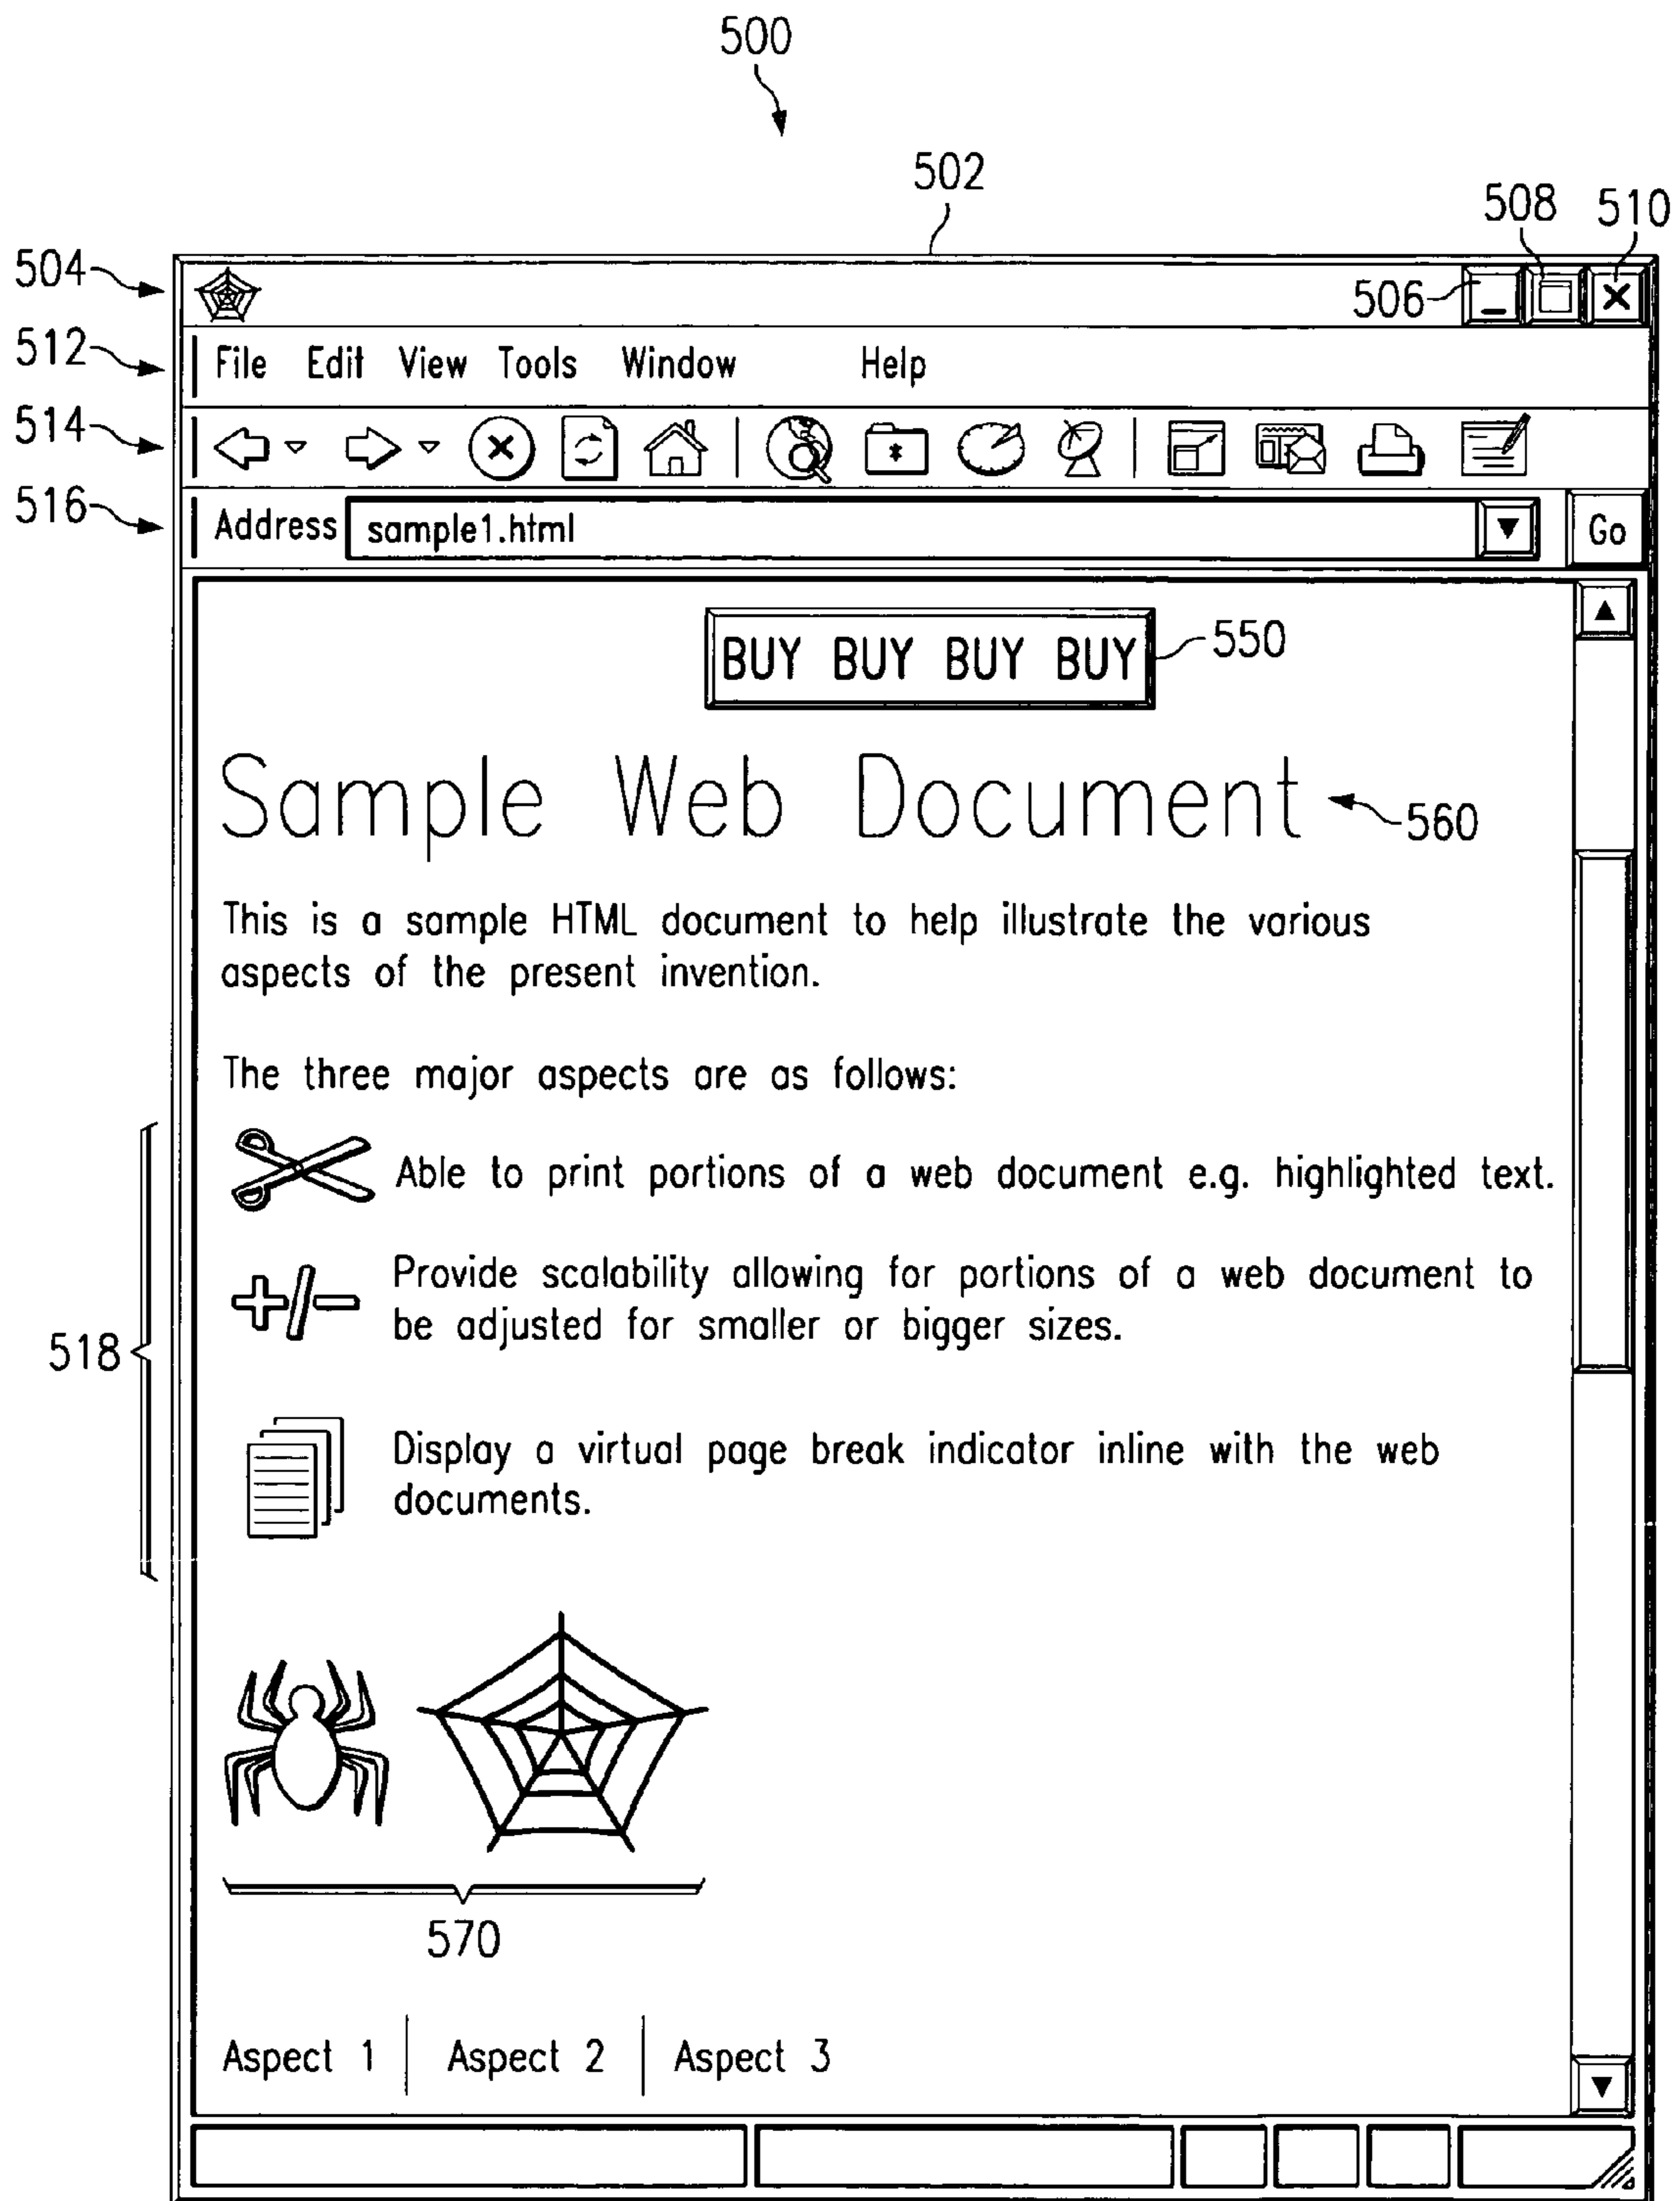 500
502
508 510
504
506
512
File Edit View Tools Window Help
514
516
Address sample1.html Go
BUY BUY BUY BUY
550
Sample Web Document
560
This is a sample HTML document to help illustrate the various
aspects of the present invention.
The three major aspects are as follows:
Able to print portions of a web document e.g. highlighted text.
Provide scalability allowing for portions of a web document to
be adjusted for smaller or bigger sizes.
518
Display a virtual page break indicator inline with the web
documents.
570
Aspect 1 Aspect 2 Aspect 3